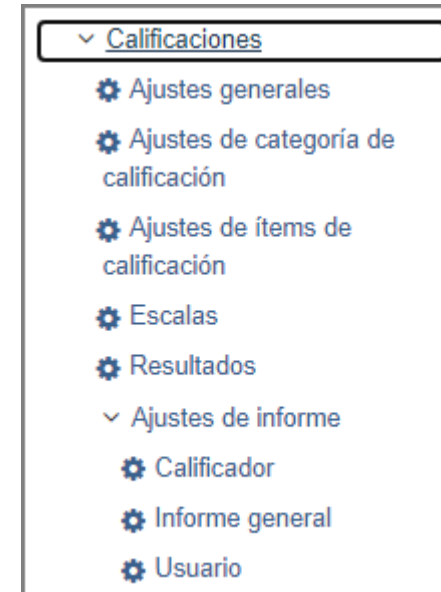 Calificaciones
Ajustes generales
Ajustes de categoría de
calificación
Ajustes de ítems de
calificación
Escalas
Resultados
Ajustes de informe
Calificador
Informe general
Usuario